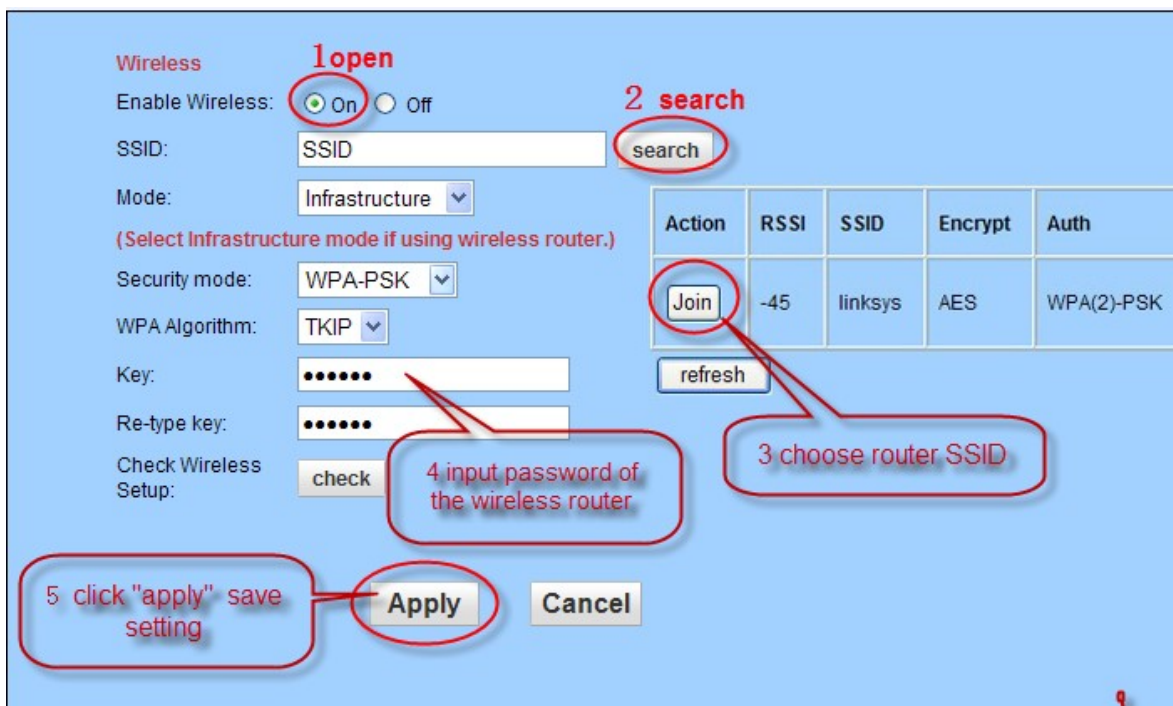 Wireless
1open
Enable Wireless: On Off
2 search
SSID: SSID search
Mode: Infrastructure
(Select Infrastructure mode if using wireless router.)
Security mode: WPA-PSK
WPA Algorithm: TKIP
Key: ●●●●●●
Re-type key: ●●●●●●
Check Wireless
Setup:
check
Action RSSI SSID Encrypt Auth
Join -45 linksys AES WPA(2)-PSK
refresh
3 choose router SSID
4 input password of
the wireless router
5 click "apply" save
setting
Apply Cancel